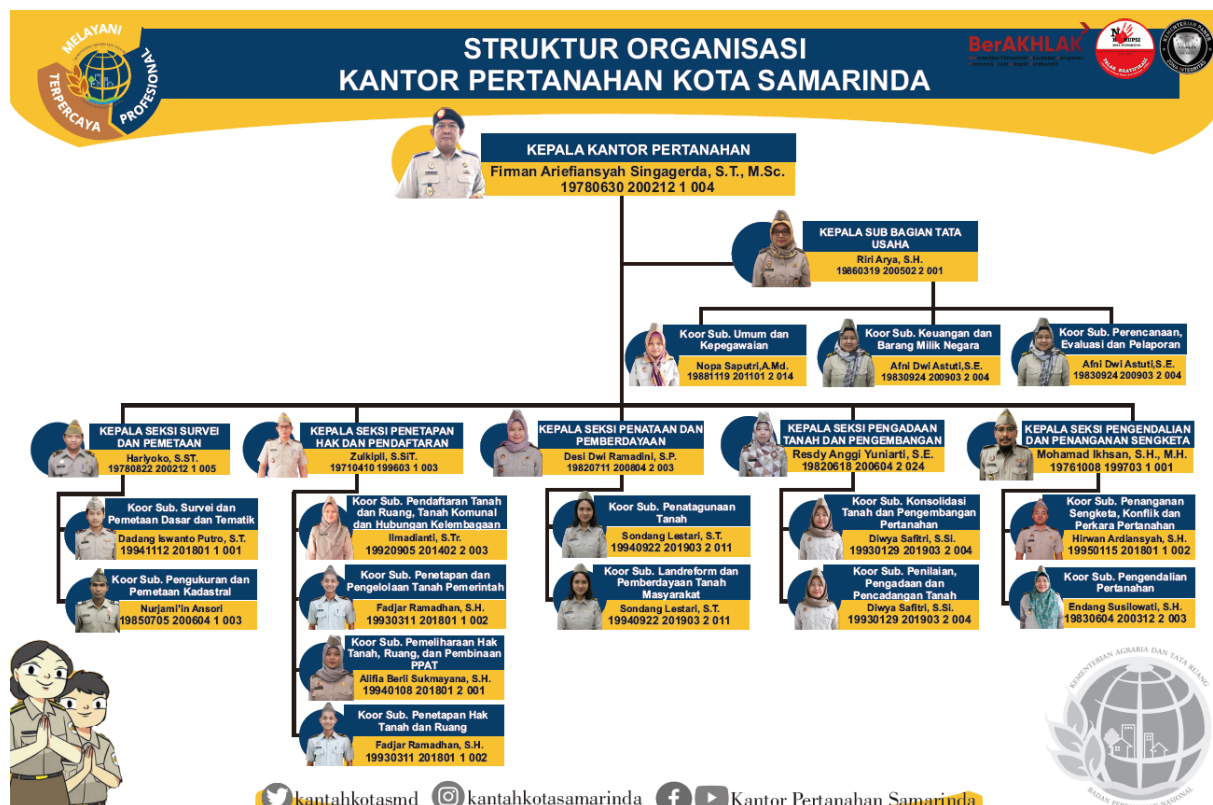 MELAYANI
PROFESIONAL
TERPERCAYA
STRUKTUR ORGANISASI
KANTOR PERTANAHAN KOTA SAMARINDA
BerAKHLAK
KEPALA KANTOR PERTANAHAN
Firman Ariefiansyah Singagerda, S.T., M.Sc.
19780630 200212 1 004
KEPALA SUB BAGIAN TATA
USAHA
Riri Arya, S.H.
19860319 200502 2 001
Koor Sub. Umum dan
Kepegawaian
Nopa Saputri,A.Md.
19881119 201101 2 014
Koor Sub. Keuangan dan
Barang Milik Negara
Afni Dwi Astuti,S.E.
19830924 200903 2 004
Koor Sub. Perencanaan,
Evaluasi dan Pelaporan
Afni Dwi Astuti,S.E.
19830924 200903 2 004
KEPALA SEKSI SURVEI
DAN PEMETAAN
Hariyoko, S.ST.
19780822 200212 1 005
KEPALA SEKSI PENETAPAN
HAK DAN PENDAFTARAN
Zulkipli, S.SiT.
19710410 199603 1 003
KEPALA SEKSI PENATAAN DAN
PEMBERDAYAAN
Desi Dwi Ramadini, S.P.
19820711 200804 2 003
KEPALA SEKSI PENGADAAN
TANAH DAN PENGEMBANGAN
Resdy Anggi Yuniarti, S.E.
19820618 200604 2 024
KEPALA SEKSI PENGENDALIAN
DAN PENANGANAN SENGKETA
Mohamad Ikhsan, S.H., M.H.
19761008 199703 1 001
Koor Sub. Survei dan
Pemetaan Dasar dan Tematik
Dadang Iswanto Putro, S.T.
19941112 201801 1 001
Koor Sub. Pengukuran dan
Pemetaan Kadastral
Nurjami'in Ansori
19850705 200604 1 003
Koor Sub. Pendaftaran Tanah
dan Ruang, Tanah Komunal
dan Hubungan Kelembagaan
Ilmadianti, S.Tr.
19920905 201402 2 003
Koor Sub. Penetapan dan
Pengelolaan Tanah Pemerintah
Fadjar Ramadhan, S.H.
19930311 201801 1 002
Koor Sub. Pemeliharaan Hak
Tanah, Ruang, dan Pembinaan
PPAT
Alifia Berli Sukmayana, S.H.
19940108 201801 2 001
Koor Sub. Penetapan Hak
Tanah dan Ruang
Fadjar Ramadhan, S.H.
19930311 201801 1 002
Koor Sub. Penatagunaan
Tanah
Sondang Lestari, S.T.
19940922 201903 2 011
Koor Sub. Landreform dan
Pemberdayaan Tanah
Masyarakat
Sondang Lestari, S.T.
19940922 201903 2 011
Koor Sub. Konsolidasi
Tanah dan Pengembangan
Pertanahan
Diwya Safitri, S.Si.
19930129 201903 2 004
Koor Sub. Penilaian,
Pengadaan dan
Pencadangan Tanah
Diwya Safitri, S.Si.
19930129 201903 2 004
Koor Sub. Penanganan
Sengketa, Konflik dan
Perkara Pertanahan
Hirwan Ardiansyah, S.H.
19950115 201801 1 002
Koor Sub. Pengendalian
Pertanahan
Endang Susilowati, S.H.
19830604 200312 2 003
KEMENTERIAN AGRARIA DAN TATA RUANG
BADAN PERTANAHAN NASIONAL
kantahkotasmd
kantahkotasamarinda
Kantor Pertanahan Samarinda